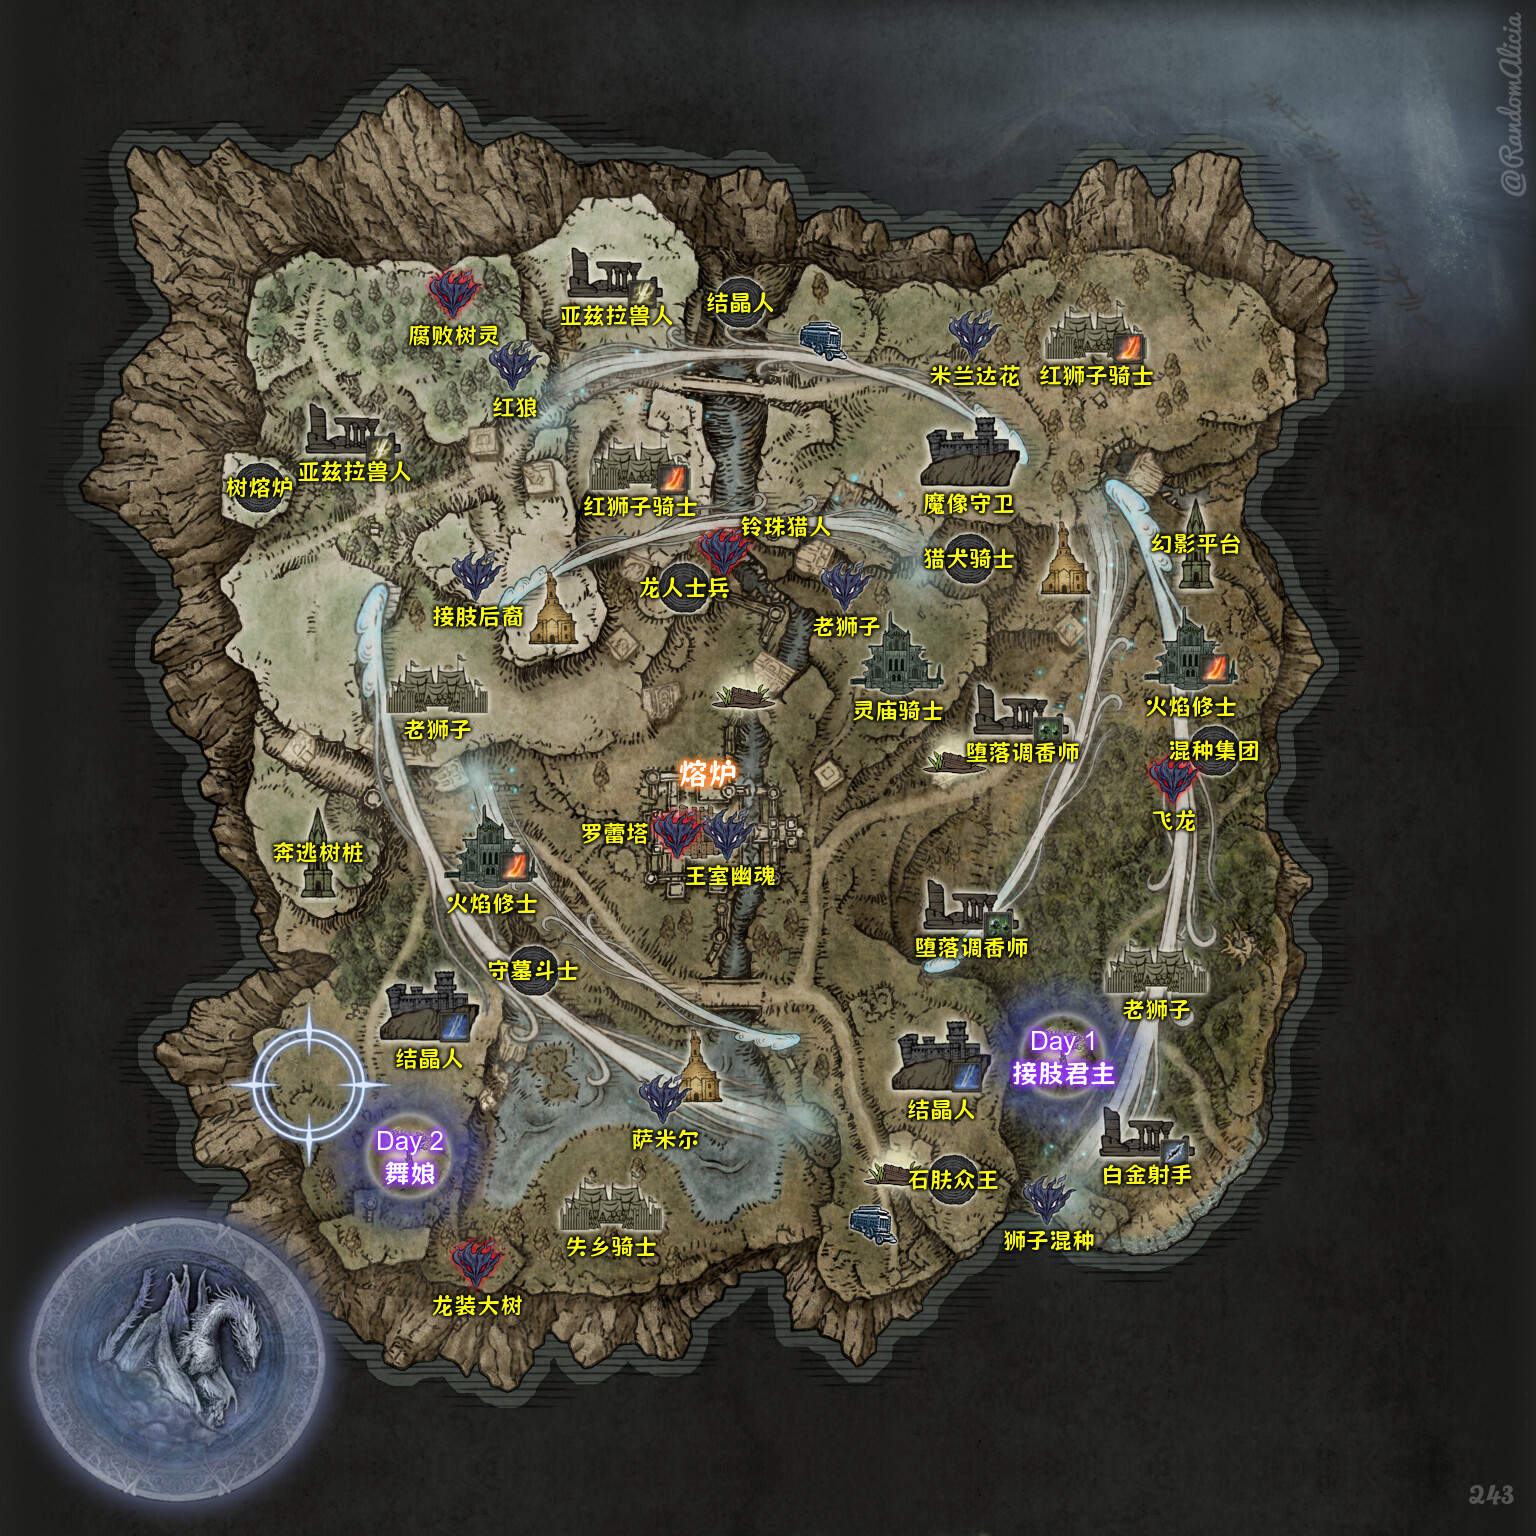 @RandomAlicia
亚兹拉兽人
结晶人
腐败树灵
米兰达花
红狮子骑士
红狼
亚兹拉兽人
树熔炉
红狮子骑士
魔像守卫
铃珠猎人
幻影平台
猎犬骑士
龙人士兵
接肢后裔
老狮子
灵庙骑士
火焰修士
老狮子
堕落调香师
混种集团
熔炉
飞龙
罗蕾塔
奔逃树桩
王室幽魂
火焰修士
堕落调香师
守墓斗士
老狮子
Day 1
接肢君主
结晶人
结晶人
Day 2
舞娘
萨米尔
石肤众王
白金射手
狮子混种
失乡骑士
龙装大树
243